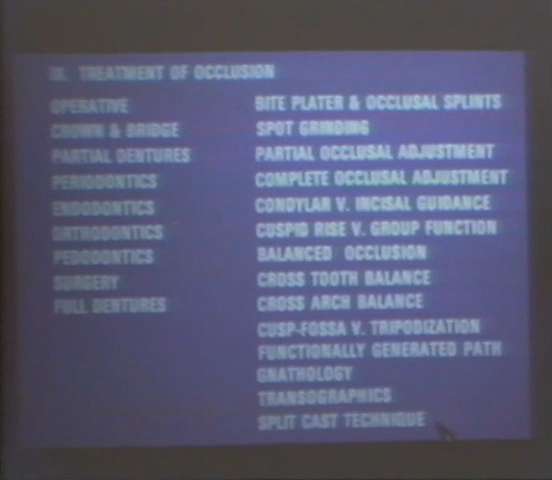 III. TREATMENT OF OCCLUSION
OPERATIVE
CROWN & BRIDGE
PARTIAL DENTURES
PERIODONTICS
ENDODONTICS
ORTHODONTICS
PEDODONTICS
SURGERY
FULL DENTURES
BITE PLATER & OCCLUSAL SPLINTS
SPOT GRINDING
PARTIAL OCCLUSAL ADJUSTMENT
COMPLETE OCCLUSAL ADJUSTMENT
CONDYLAR V. INCISAL GUIDANCE
CUSPID RISE V. GROUP FUNCTION
BALANCED OCCLUSION
CROSS TOOTH BALANCE
CROSS ARCH BALANCE
CUSP-FOSSA V. TRIPODIZATION
FUNCTIONALLY GENERATED PATH
GNATHOLOGY
TRANSOGRAPHICS
SPLIT CAST TECHNIQUE